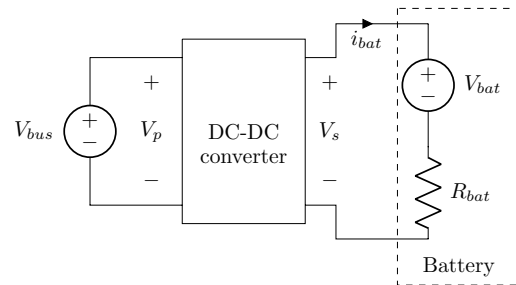 i_bat
+
−
V_bus
+
−
V_p
+
−
DC-DC
converter
+
−
V_s
+
−
V_bat
R_bat
Battery